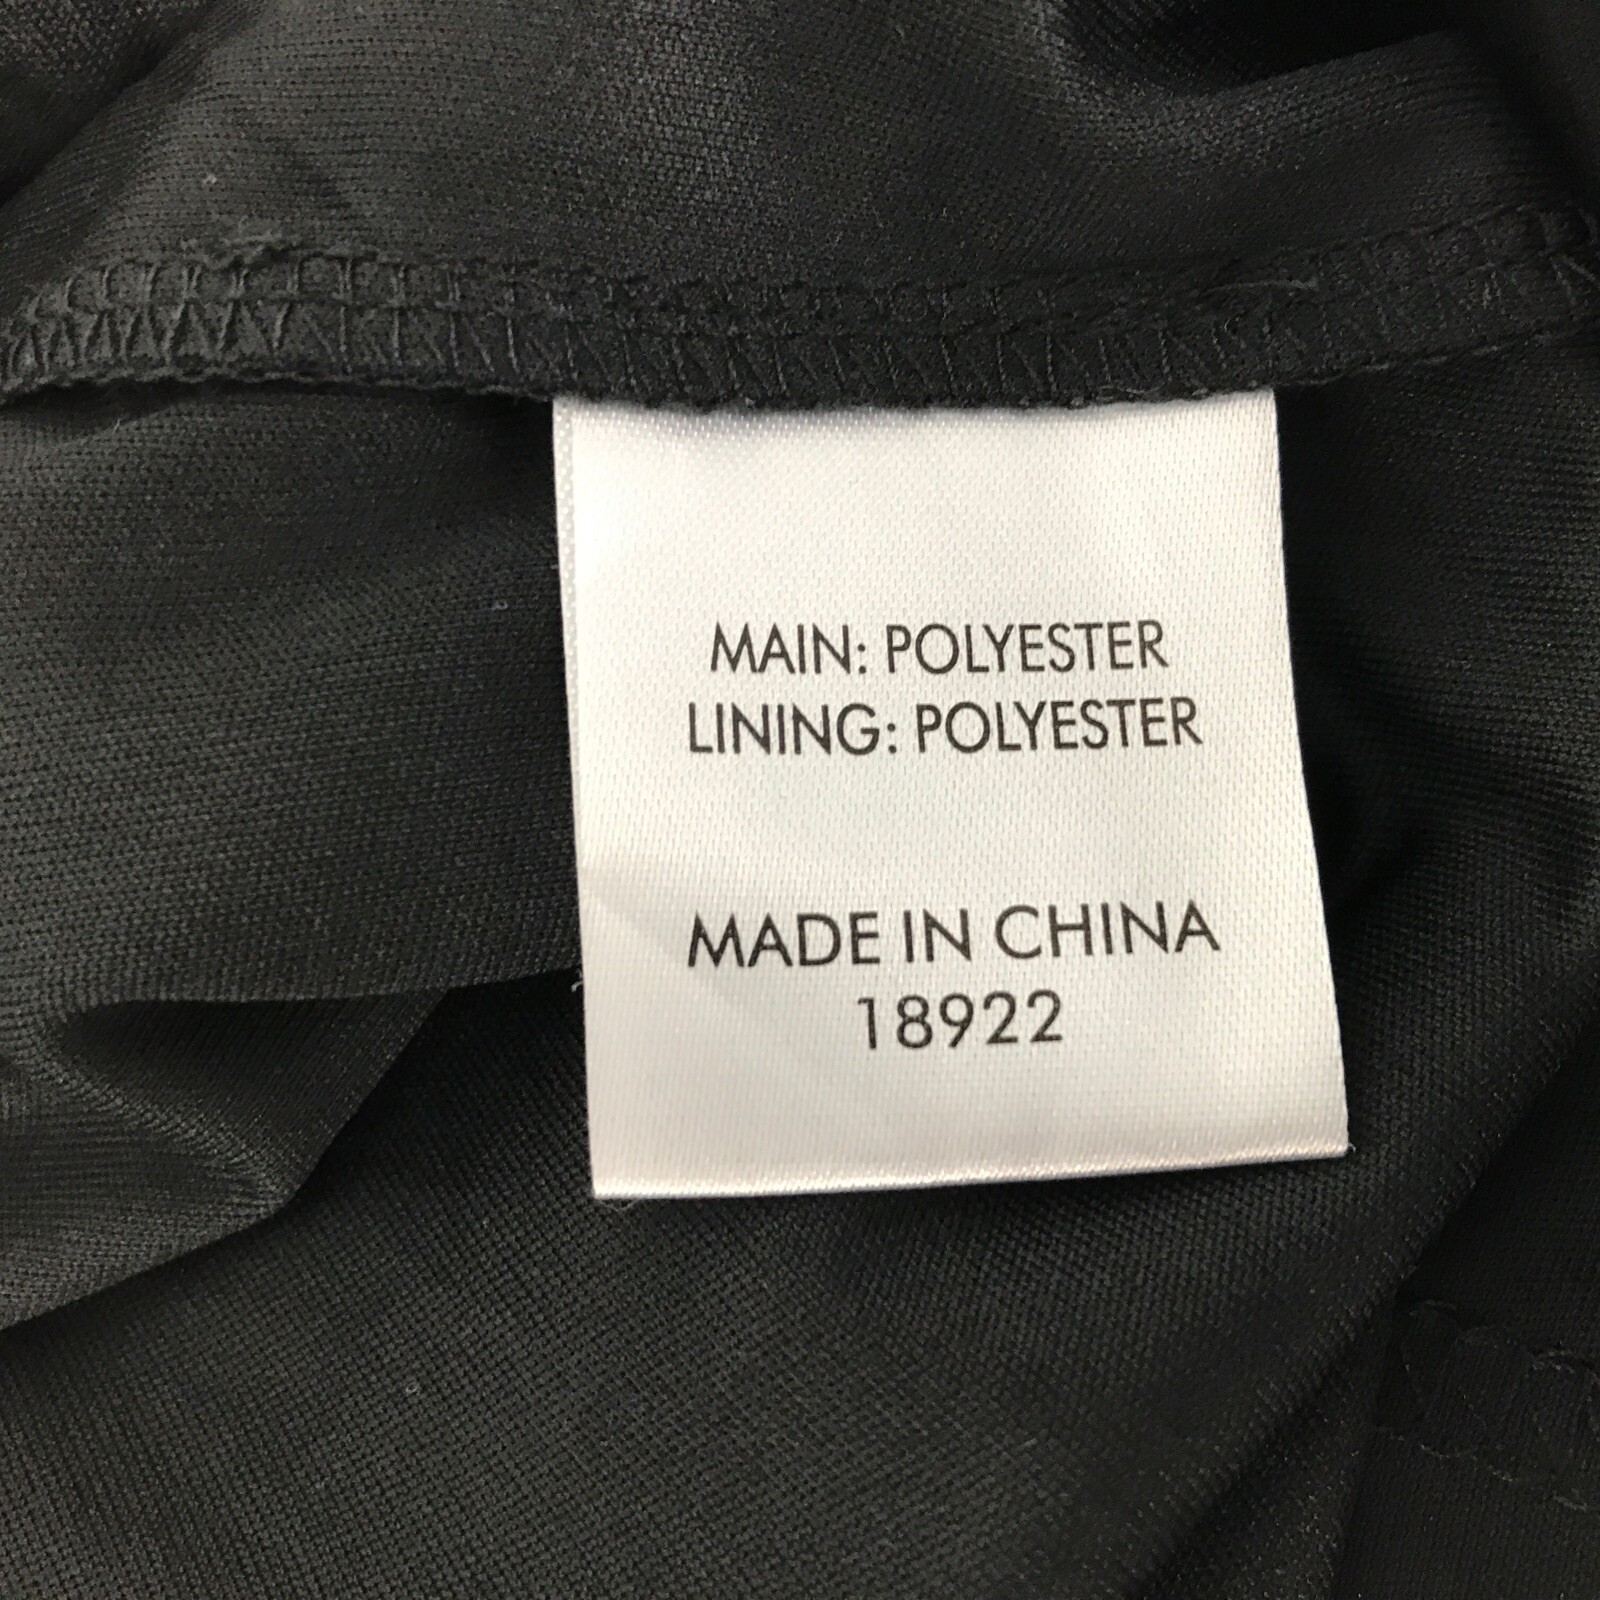 MAIN: POLYESTER
LINING: POLYESTER
MADE IN CHINA
18922